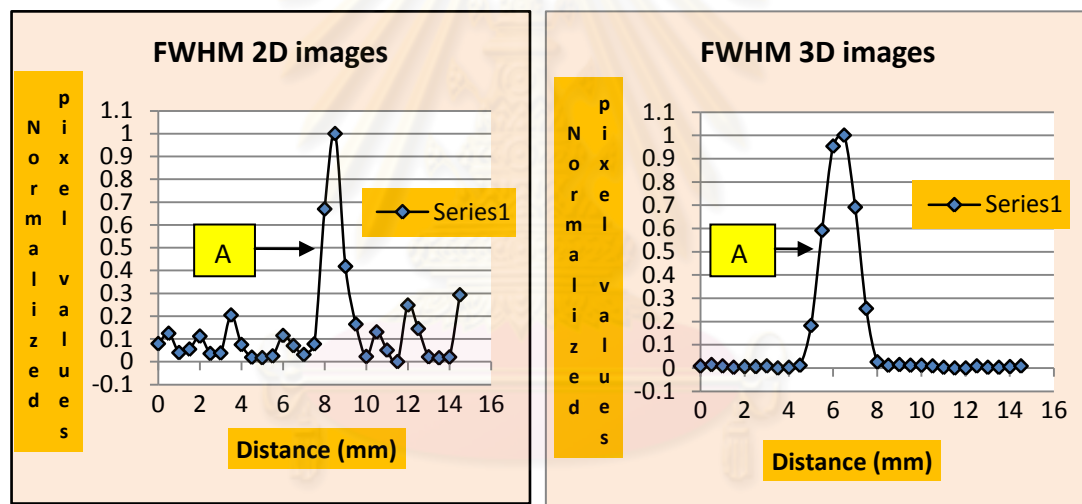 FWHM 2D images
Normalized
pixel values
1.1
1
0.9
0.8
0.7
0.6
0.5
0.4
0.3
0.2
0.1
0
-0.1
A
Series1
0 2 4 6 8 10 12 14 16
Distance (mm)
FWHM 3D images
Normalized
pixel values
1.1
1
0.9
0.8
0.7
0.6
0.5
0.4
0.3
0.2
0.1
0
-0.1
A
Series1
0 2 4 6 8 10 12 14 16
Distance (mm)